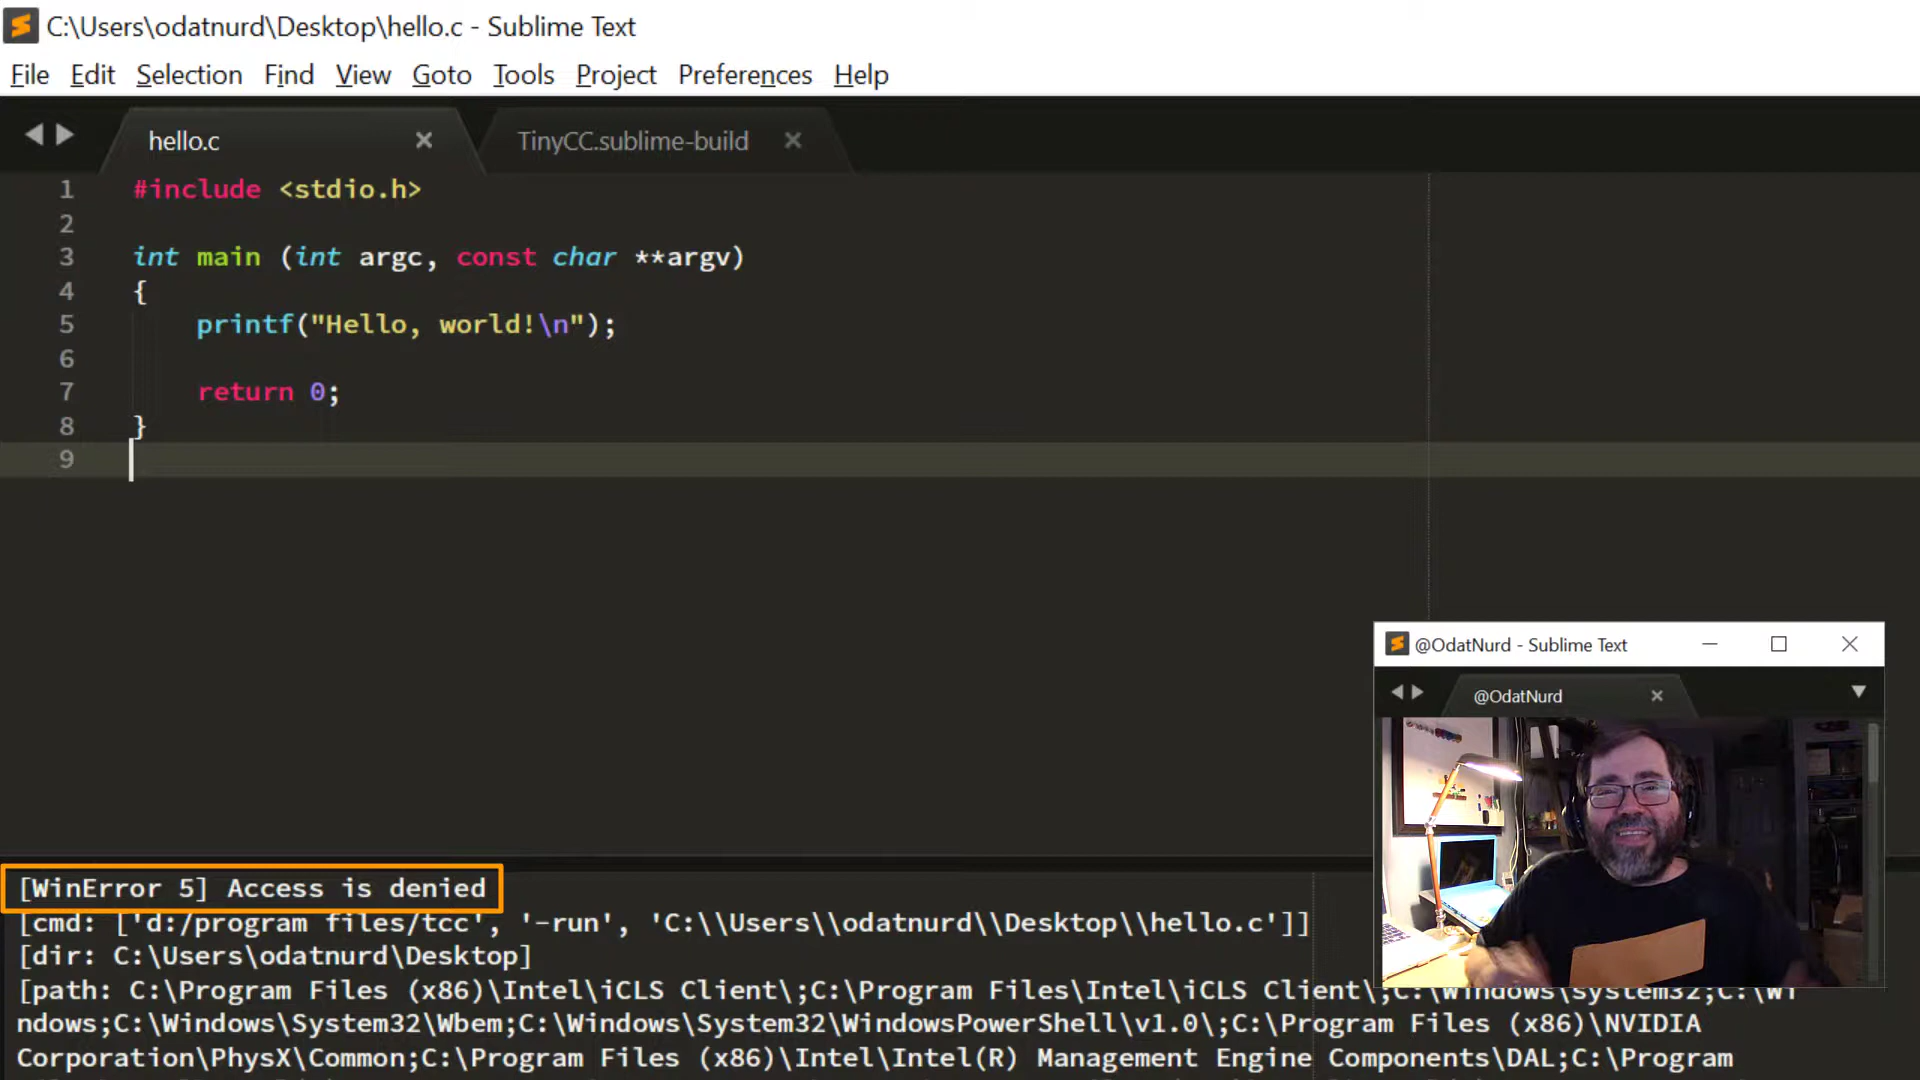 C:\Users\odatnurd\Desktop\hello.c - Sublime Text
File Edit Selection Find View Goto Tools Project Preferences Help
hello.c TinyCC.sublime-build
1 #include <stdio.h>
2
3 int main (int argc, const char **argv)
4 {
5 printf("Hello, world!\n");
6
7 return 0;
8 }
9
@OdatNurd - Sublime Text
@OdatNurd
[WinError 5] Access is denied
[cmd: ['d:/program files/tcc', '-run', 'C:\\Users\\odatnurd\\Desktop\\hello.c']]
[dir: C:\Users\odatnurd\Desktop]
[path: C:\Program Files (x86)\Intel\iCLS Client\;C:\Program Files\Intel\iCLS Client\;C:\Windows\system32;C:\Wi
ndows;C:\Windows\System32\Wbem;C:\Windows\System32\WindowsPowerShell\v1.0\;C:\Program Files (x86)\NVIDIA
Corporation\PhysX\Common;C:\Program Files (x86)\Intel\Intel(R) Management Engine Components\DAL;C:\Program